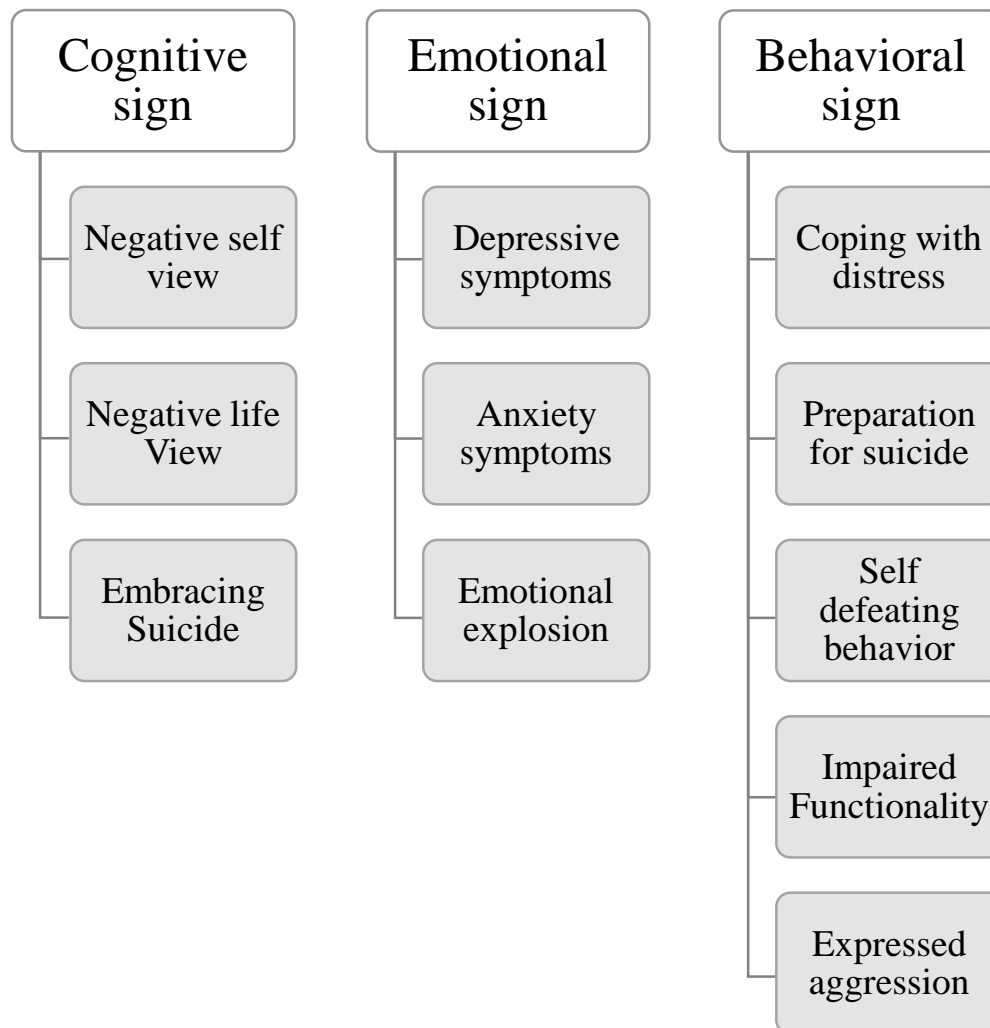 Cognitive
sign
Negative self
view
Negative life
View
Embracing
Suicide
Emotional
sign
Depressive
symptoms
Anxiety
symptoms
Emotional
explosion
Behavioral
sign
Coping with
distress
Preparation
for suicide
Self
defeating
behavior
Impaired
Functionality
Expressed
aggression